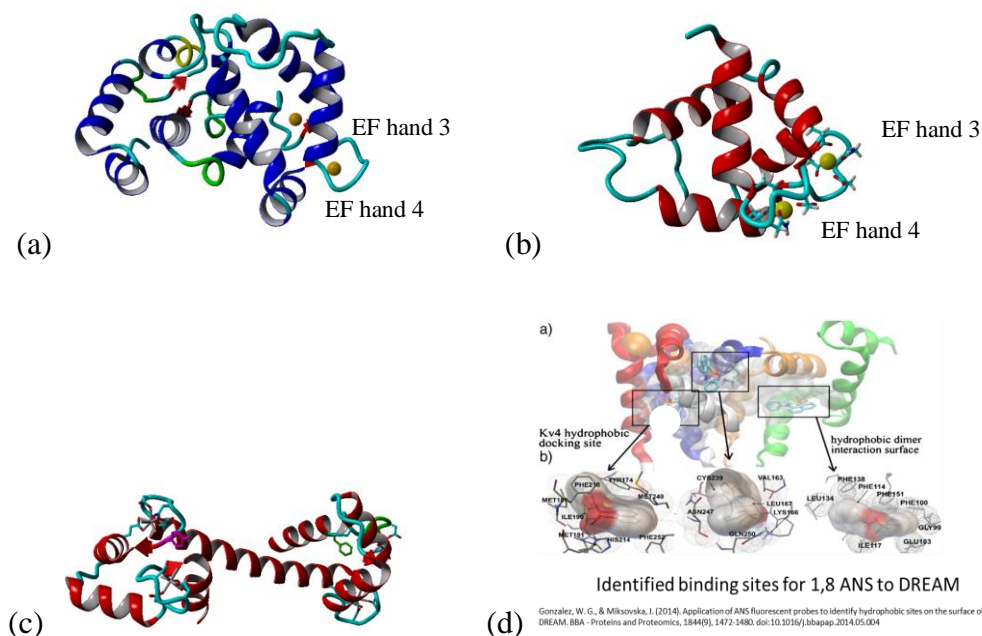 EF hand 3
EF hand 4
(a)
EF hand 3
EF hand 4
(b)
(c)
a)
Kv4 hydrophobic
docking site
hydrophobic dimer
interaction surface
b)
TYR174
MET249
MET191
HIS214
PHE252
CYS239
VAL163
ASN247
LEU167
LYS166
GLN250
PHE138
PHE114
LEU134
PHE151
PHE100
GLY99
ILE117
GLU103
Identified binding sites for 1,8 ANS to DREAM
Gonzalez, W. G., & Miksovska, J. (2014). Application of ANS fluorescent probes to identify hydrophobic sites on the surface of
DREAM. BBA - Proteins and Proteomics, 1844(9), 1472-1480. doi:10.1016/j.bbapap.2014.05.004
(d)